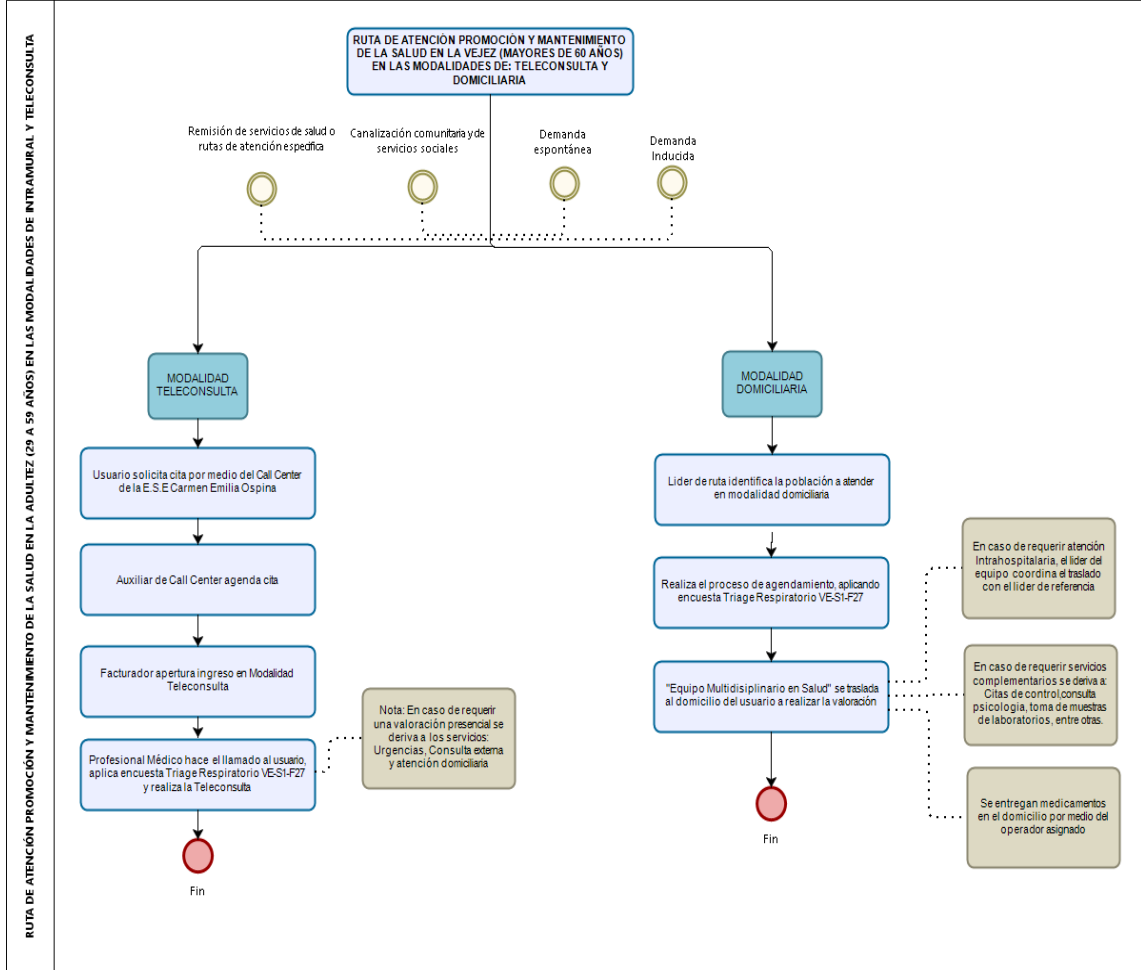 RUTA DE ATENCIÓN PROMOCIÓN Y MANTENIMIENTO DE LA SALUD EN LA ADULTEZ (29 A 59 AÑOS) EN LAS MODALIDADES DE INTRAMURAL Y TELECONSULTA
RUTA DE ATENCIÓN PROMOCIÓN Y MANTENIMIENTO
DE LA SALUD EN LA VEJEZ (MAYORES DE 60 AÑOS)
EN LAS MODALIDADES DE: TELECONSULTA Y
DOMICILIARIA
Remisión de servicios de salud o
rutas de atención especifica
Canalización comunitaria y de
servicios sociales
Demanda
espontánea
Demanda
Inducida
MODALIDAD
TELECONSULTA
Usuario solicita cita por medio del Call Center
de la E.S.E Carmen Emilia Ospina
Auxiliar de Call Center agenda cita
Facturador apertura ingreso en Modalidad
Teleconsulta
Profesional Médico hace el llamado al usuario,
aplica encuesta Triage Respiratorio VE-S1-F27
y realiza la Teleconsulta
Nota: En caso de requerir
una valoración presencial se
deriva a los servicios:
Urgencias, Consulta externa
y atención domiciliaria
Fin
MODALIDAD
DOMICILIARIA
Lider de ruta identifica la población a atender
en modalidad domiciliaria
Realiza el proceso de agendamiento, aplicando
encuesta Triage Respiratorio VE-S1-F27
"Equipo Multidisiplinario en Salud" se traslada
al domicilio del usuario a realizar la valoración
En caso de requerir atención
Intrahospitalaria, el lider del
equipo coordina el traslado
con el lider de referencia
En caso de requerir servicios
complementarios se deriva a:
Citas de control,consulta
psicologia, toma de muestras
de laboratorios, entre otras.
Se entregan medicamentos
en el domicilio por medio del
operador asignado
Fin